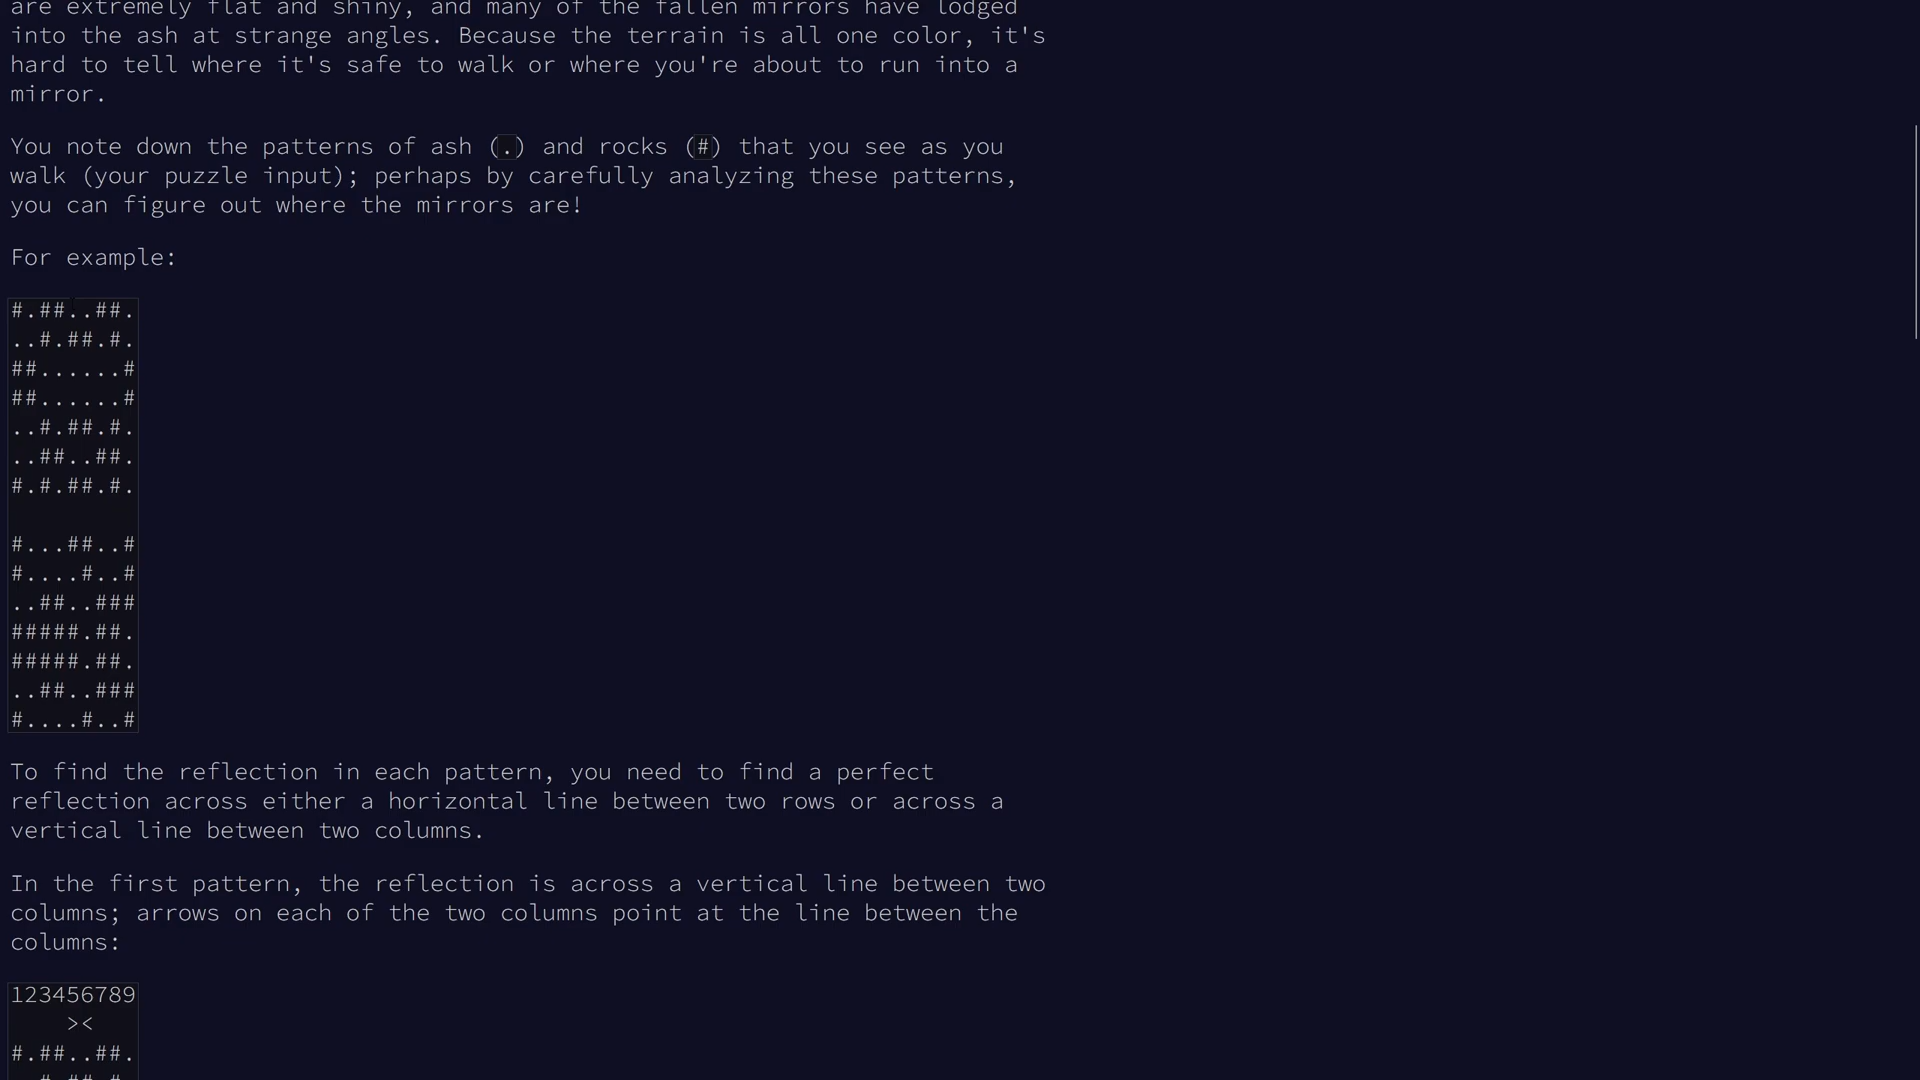 are extremely flat and shiny, and many of the fallen mirrors have lodged
into the ash at strange angles. Because the terrain is all one color, it's
hard to tell where it's safe to walk or where you're about to run into a
mirror.
You note down the patterns of ash (.) and rocks (#) that you see as you
walk (your puzzle input); perhaps by carefully analyzing these patterns,
you can figure out where the mirrors are!
For example:
#.##..##.
..#.##.#.
##......#
##......#
..#.##.#.
..##..##.
#.#.##.#.
#...##..#
#....#..#
..##..###
#####.##.
#####.##.
..##..###
#....#..#
To find the reflection in each pattern, you need to find a perfect
reflection across either a horizontal line between two rows or across a
vertical line between two columns.
In the first pattern, the reflection is across a vertical line between two
columns; arrows on each of the two columns point at the line between the
columns:
123456789
><
#.##..##.
..#.##.#.